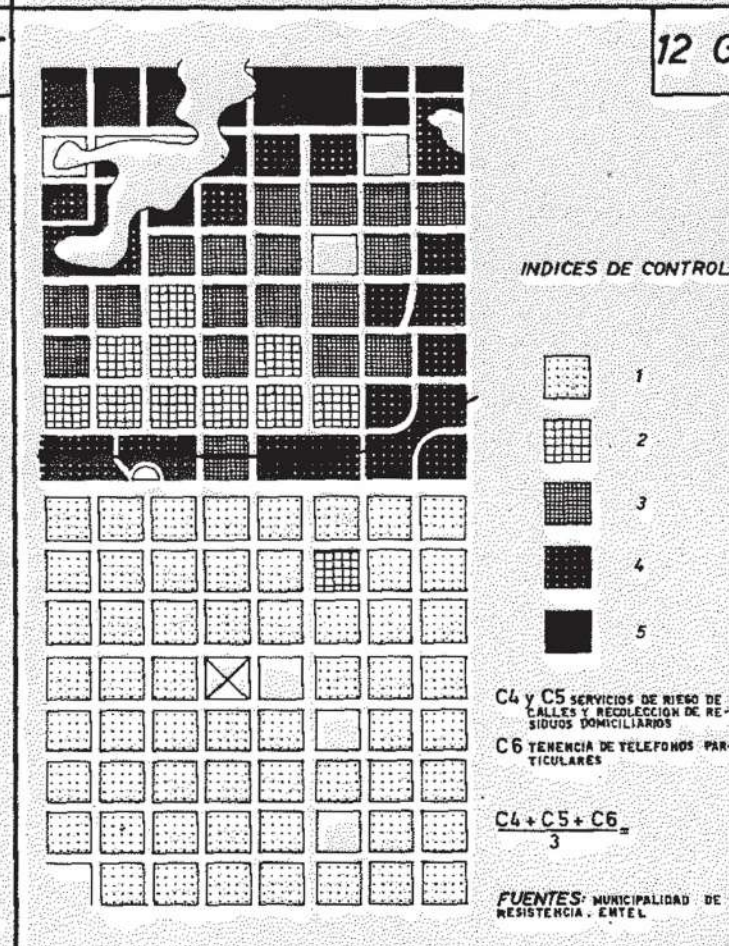 12 G
INDICES DE CONTROL
1
2
3
4
5
C4 y C5 SERVICIOS DE RIEGO DE
CALLES Y RECOLECCION DE RE-
SIDUOS DOMICILIARIOS
C6 TENENCIA DE TELEFONOS PAR-
TICULARES
C4 + C5 + C6 =
3
FUENTES: MUNICIPALIDAD DE
RESISTENCIA. ENTEL